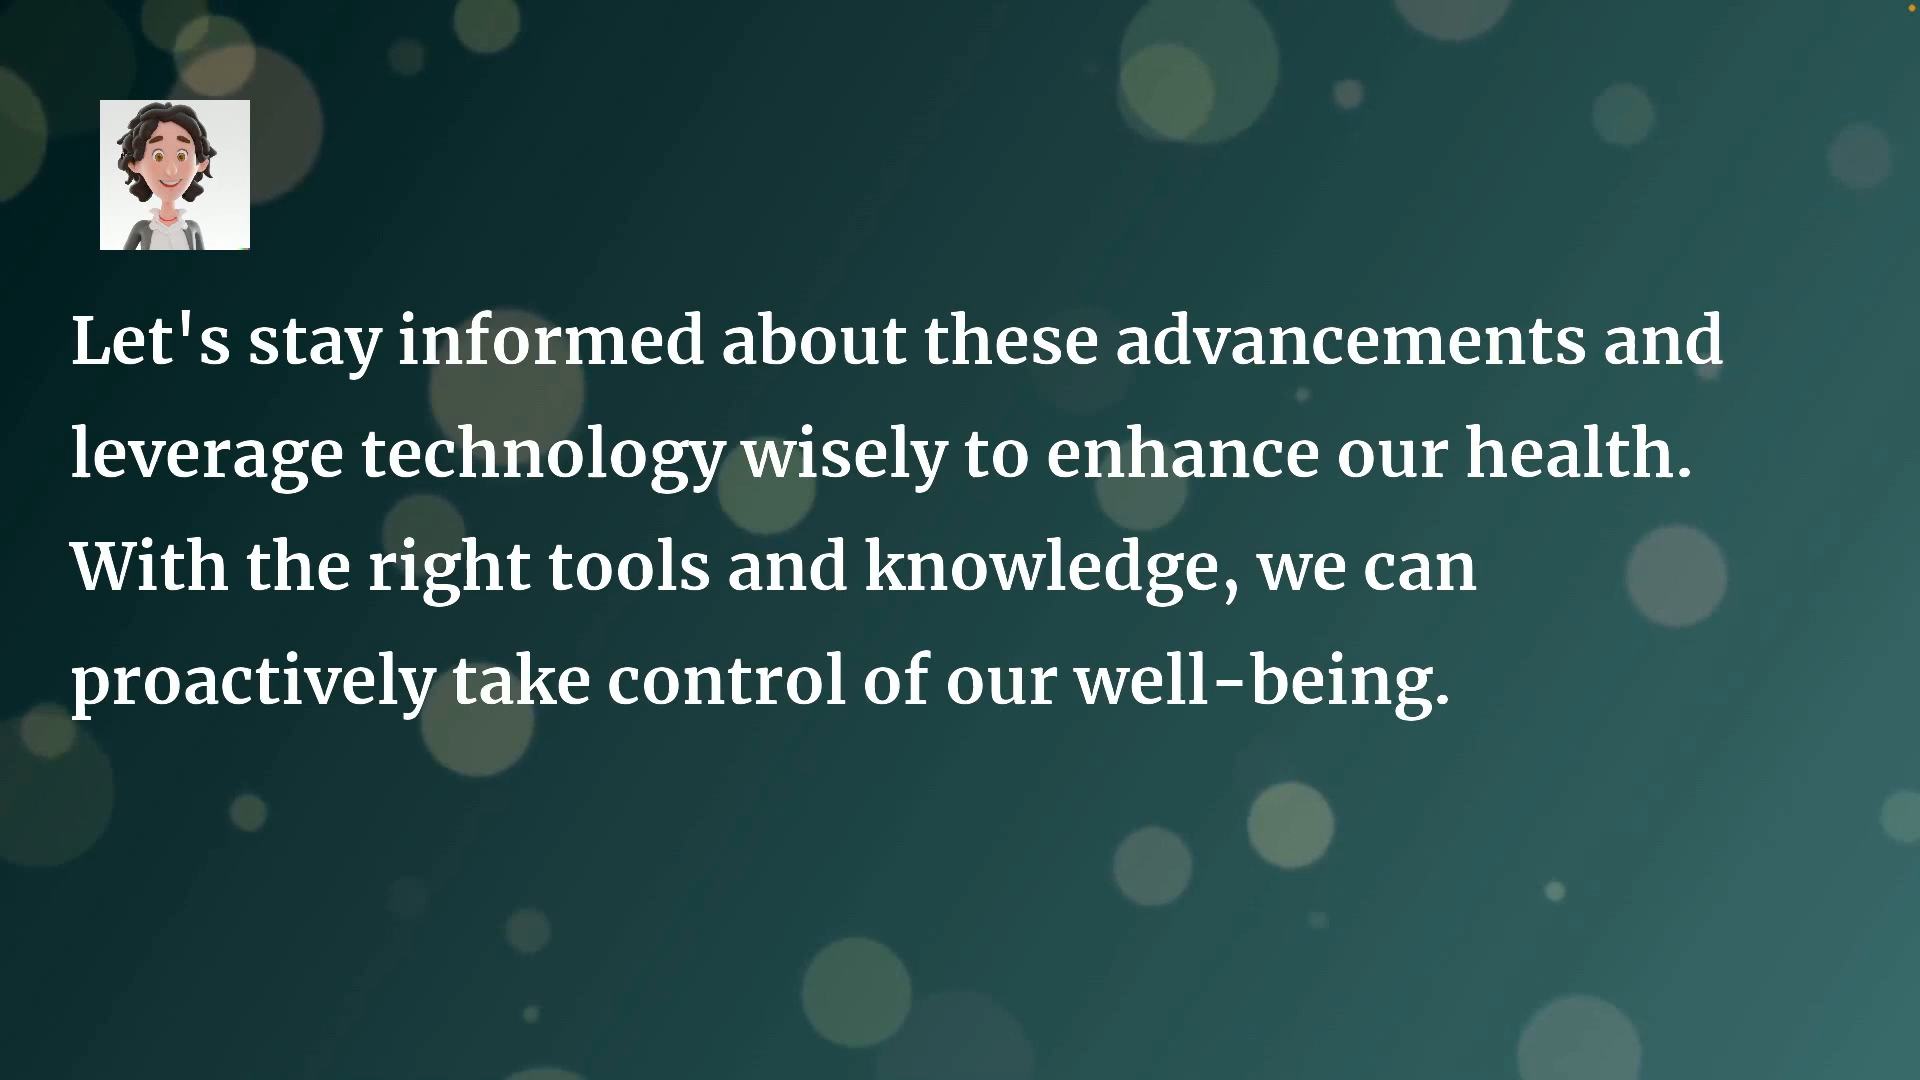 Let's stay informed about these advancements and
leverage technology wisely to enhance our health.
With the right tools and knowledge, we can
proactively take control of our well-being.